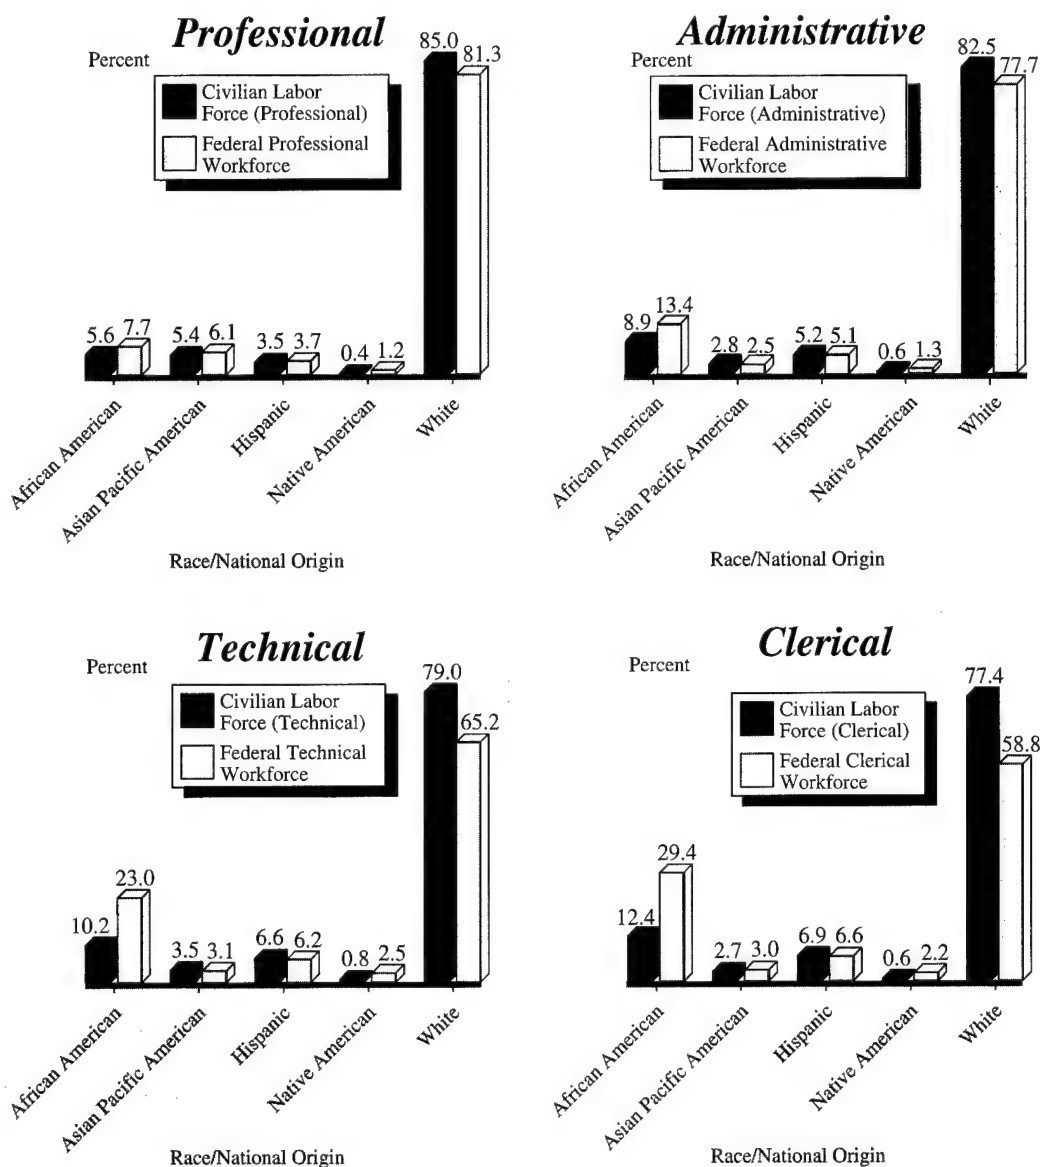 Professional
Percent
Civilian Labor
Force (Professional)
Federal Professional
Workforce
85.0
81.3
5.6 7.7 5.4 6.1 3.5 3.7 0.4 1.2
African American
Asian Pacific American
Hispanic
Native American
White
Race/National Origin
Administrative
Percent
Civilian Labor
Force (Administrative)
Federal Administrative
Workforce
82.5
77.7
8.9 13.4 2.8 2.5 5.2 5.1 0.6 1.3
African American
Asian Pacific American
Hispanic
Native American
White
Race/National Origin
Technical
Percent
Civilian Labor
Force (Technical)
Federal Technical
Workforce
79.0
65.2
10.2 23.0 3.5 3.1 6.6 6.2 0.8 2.5
African American
Asian Pacific American
Hispanic
Native American
White
Race/National Origin
Clerical
Percent
Civilian Labor
Force (Clerical)
Federal Clerical
Workforce
77.4
58.8
12.4 29.4 2.7 3.0 6.9 6.6 0.6 2.2
African American
Asian Pacific American
Hispanic
Native American
White
Race/National Origin